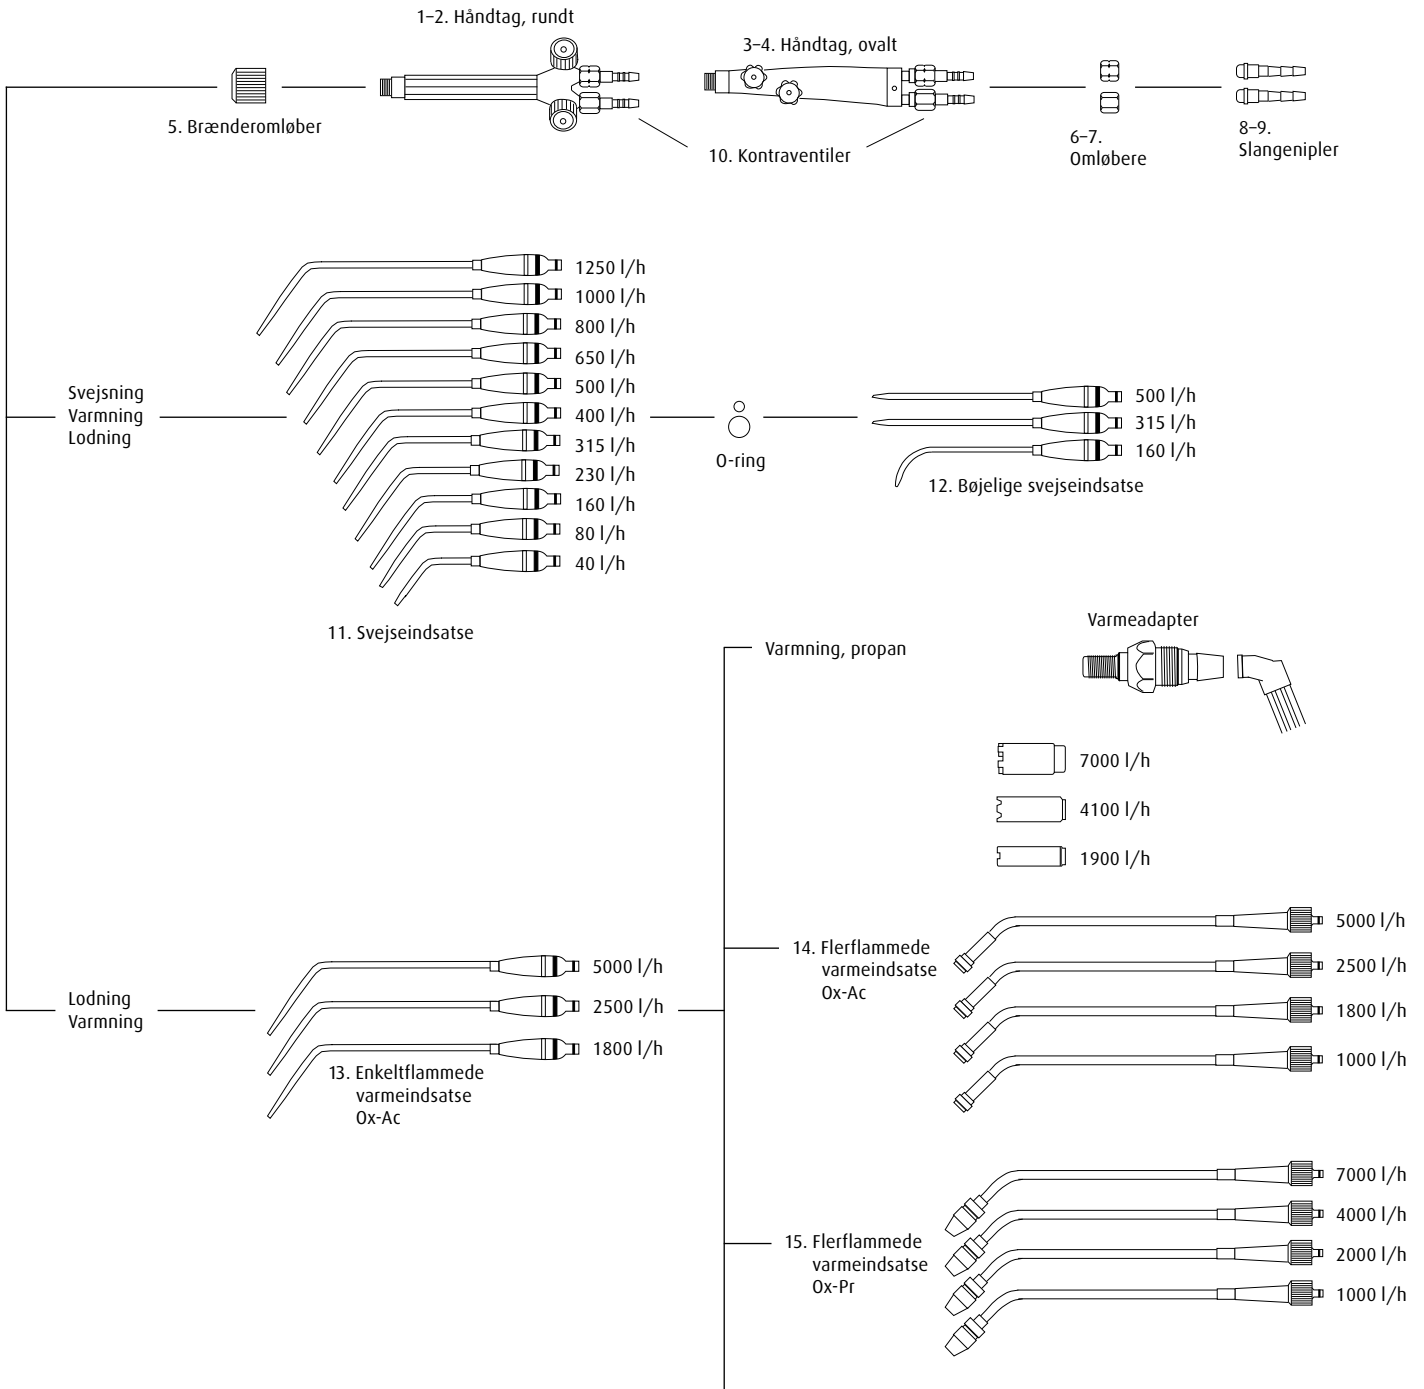 1–2. Håndtag, rundt
3–4. Håndtag, ovalt
5. Brænderomløber
10. Kontraventiler
6–7.
Omløbere
8–9.
Slangenipler
Svejsning
Varmning
Lodning
1250 l/h
1000 l/h
800 l/h
650 l/h
500 l/h
400 l/h
315 l/h
230 l/h
160 l/h
80 l/h
40 l/h
11. Svejseindsatse
O-ring
500 l/h
315 l/h
160 l/h
12. Bøjelige svejseindsatse
Varmning, propan
Varmeadapter
7000 l/h
4100 l/h
1900 l/h
Lodning
Varmning
5000 l/h
2500 l/h
1800 l/h
13. Enkeltflammede
varmeindsatse
Ox-Ac
14. Flerflammede
varmeindsatse
Ox-Ac
5000 l/h
2500 l/h
1800 l/h
1000 l/h
15. Flerflammede
varmeindsatse
Ox-Pr
7000 l/h
4000 l/h
2000 l/h
1000 l/h